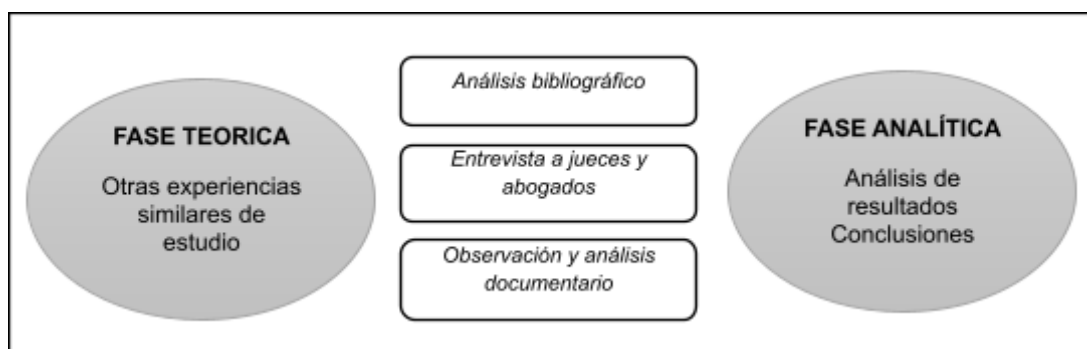 FASE TEORICA
Otras experiencias
similares de
estudio
Análisis bibliográfico
Entrevista a jueces y
abogados
Observación y análisis
documentario
FASE ANALÍTICA
Análisis de
resultados
Conclusiones